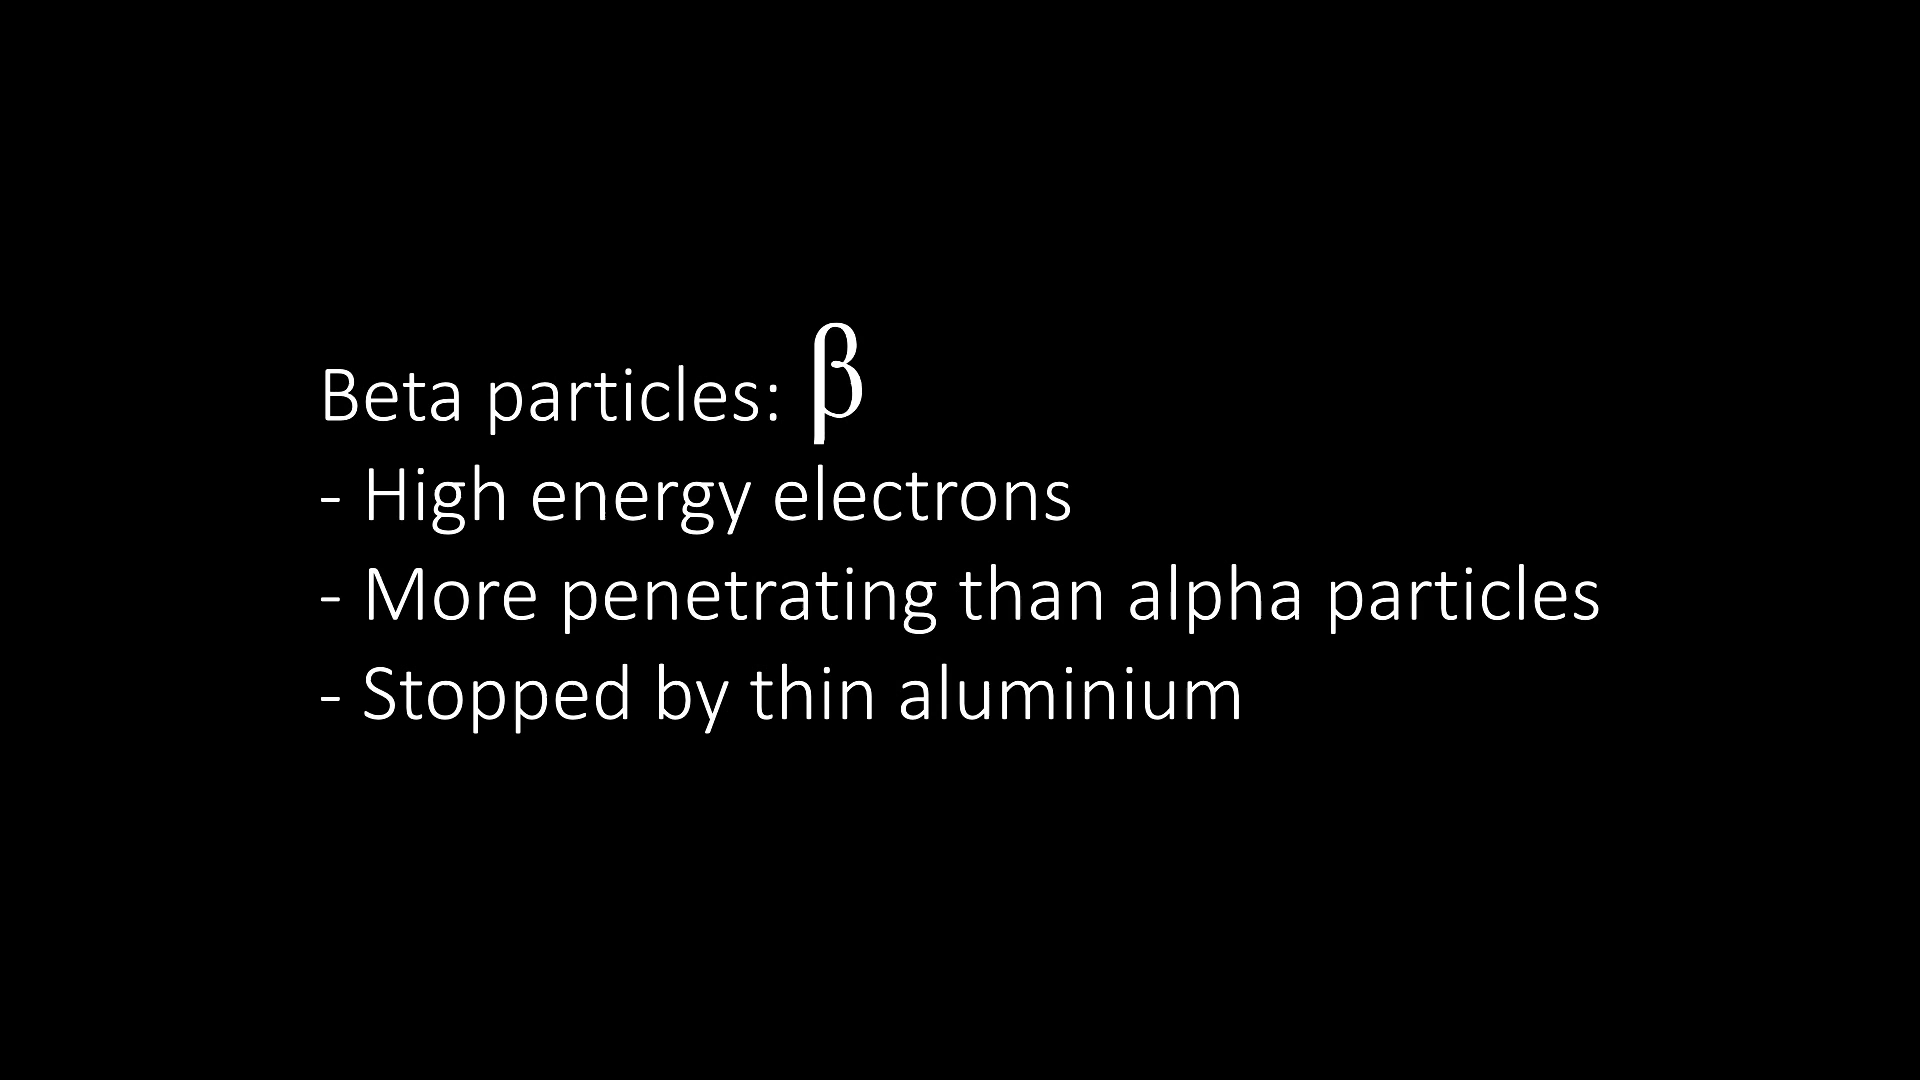 Beta particles: β
- High energy electrons
- More penetrating than alpha particles
- Stopped by thin aluminium